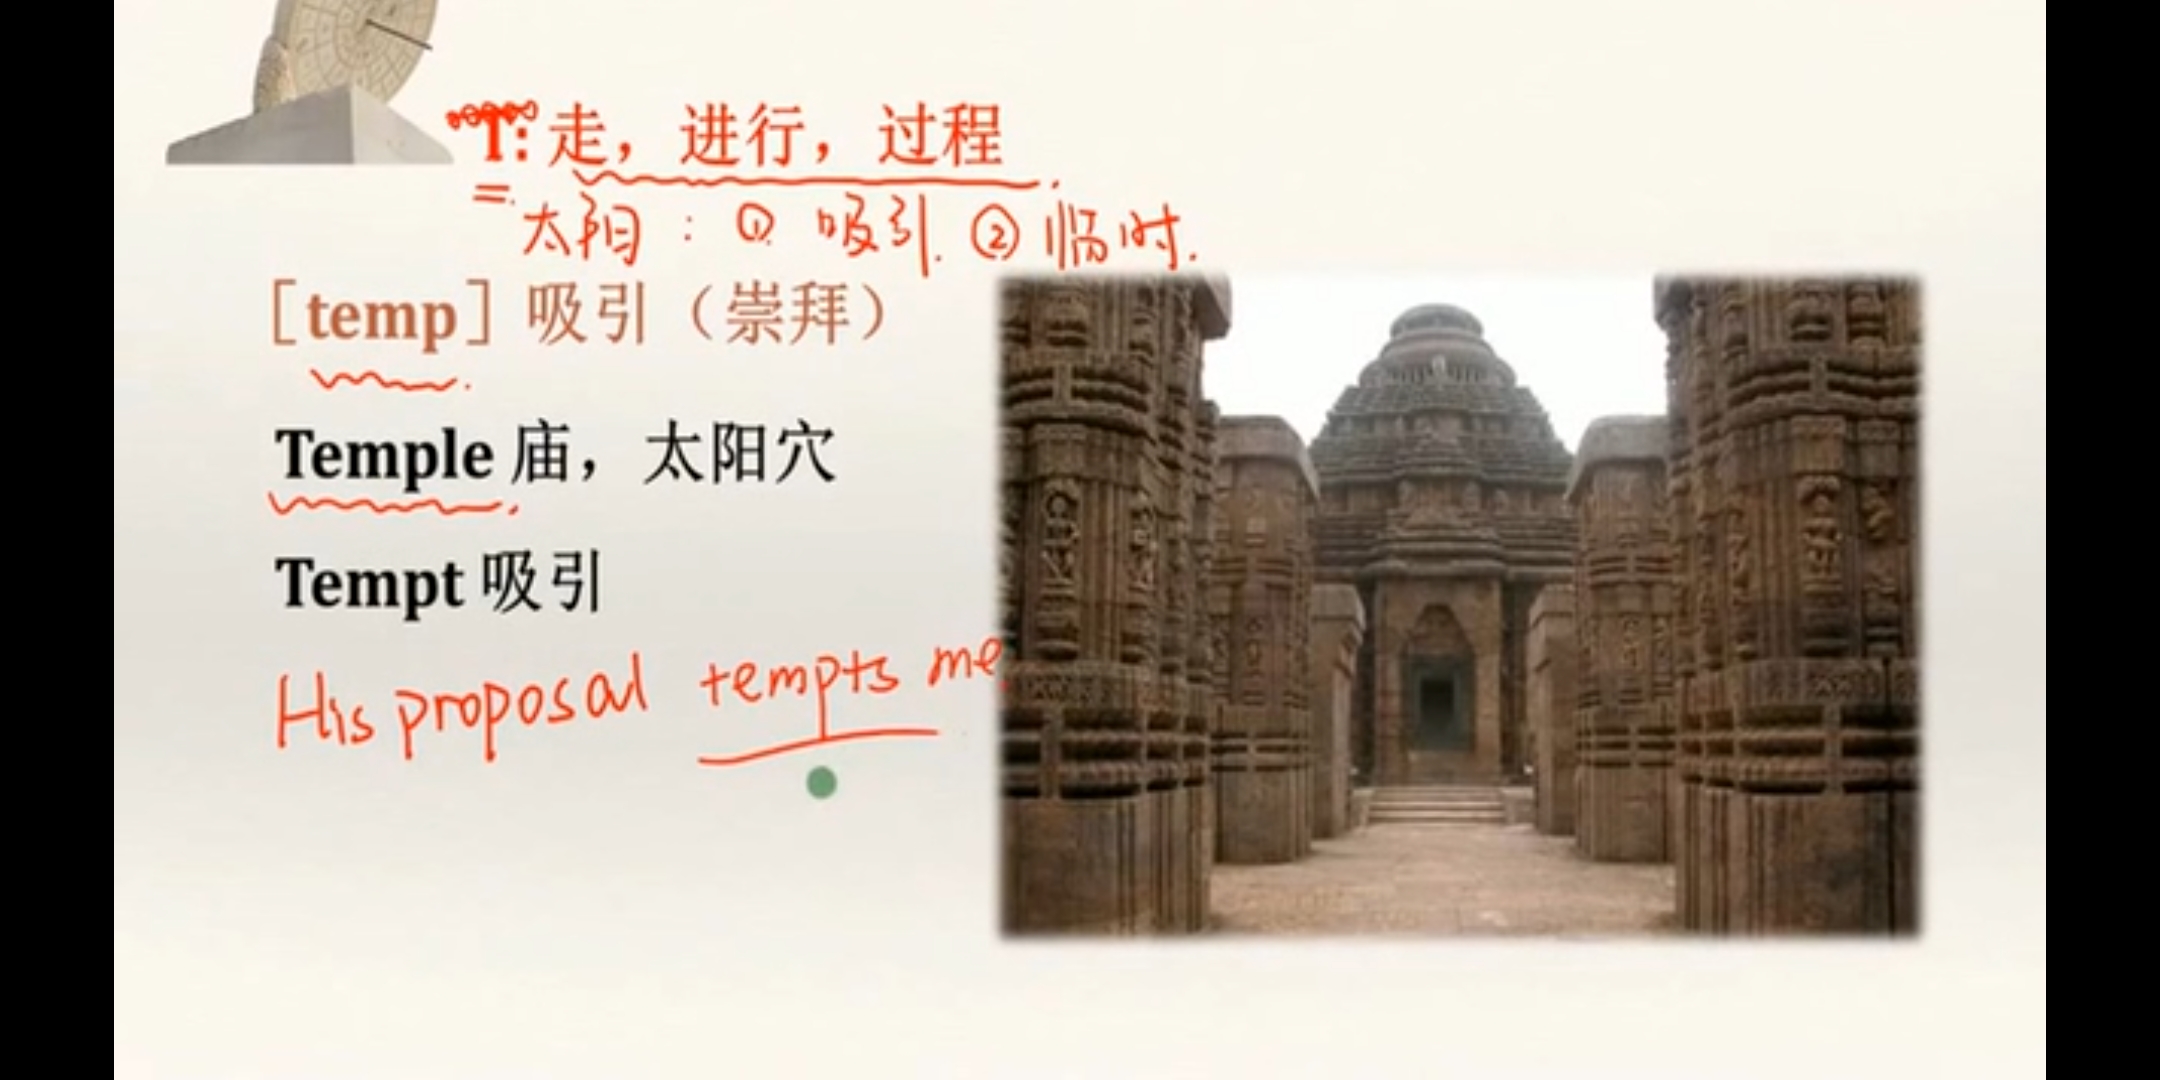 T: 走，进行，过程
太阳：① 吸引. ② 临时.
[temp] 吸引（崇拜）
Temple 庙，太阳穴
Tempt 吸引
His proposal tempts me.